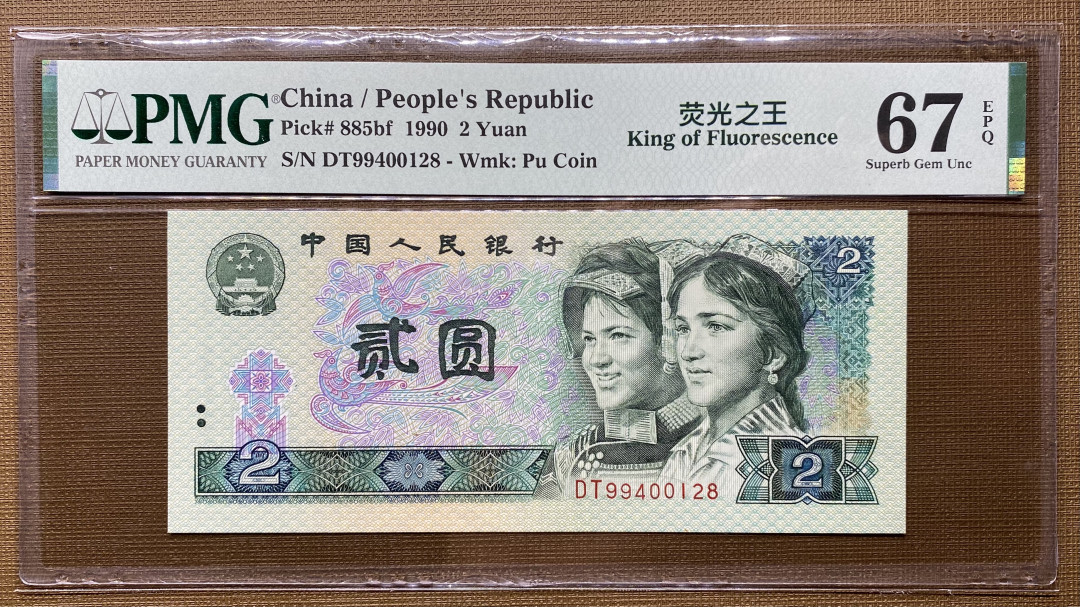 PMG®
PAPER MONEY GUARANTY
China / People's Republic
Pick# 885bf 1990 2 Yuan
S/N DT99400128 - Wmk: Pu Coin
荧光之王
King of Fluorescence
67
EPQ
Superb Gem Unc
中国人民银行
2
贰圆
2
DT99400128
2